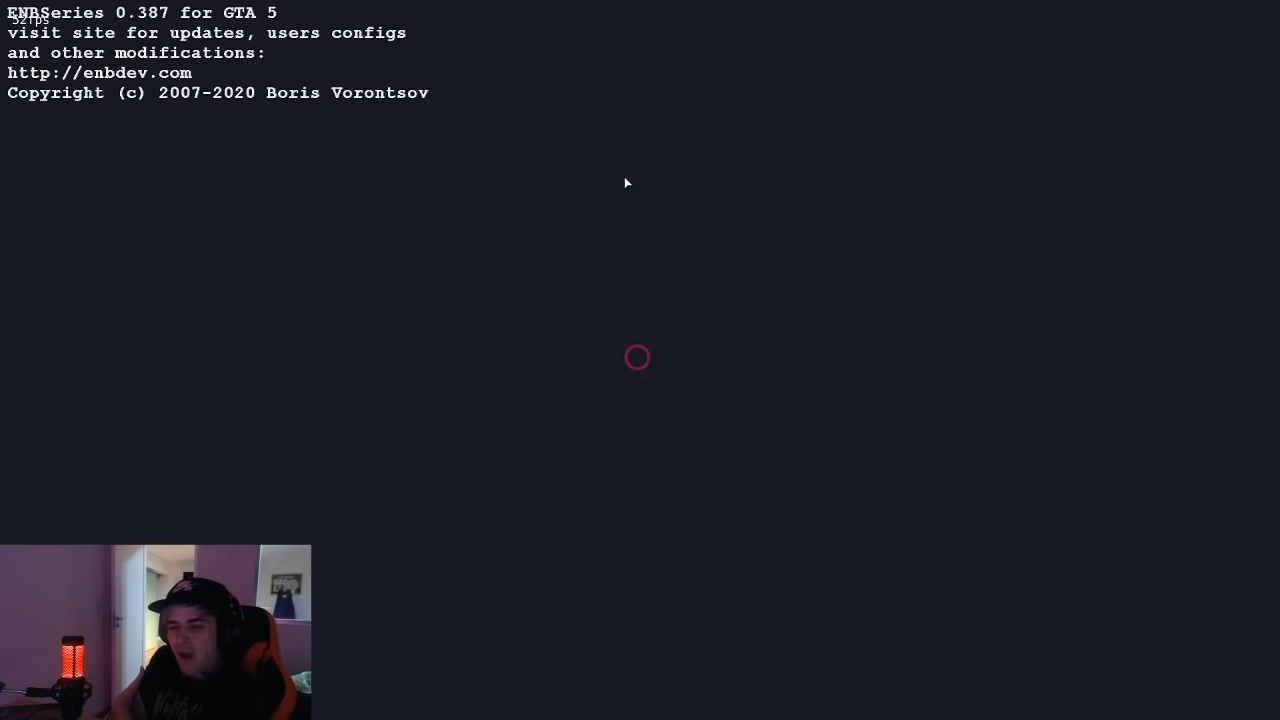 ENBSeries 0.387 for GTA 5
52fps
visit site for updates, users configs
and other modifications:
http://enbdev.com
Copyright (c) 2007-2020 Boris Vorontsov